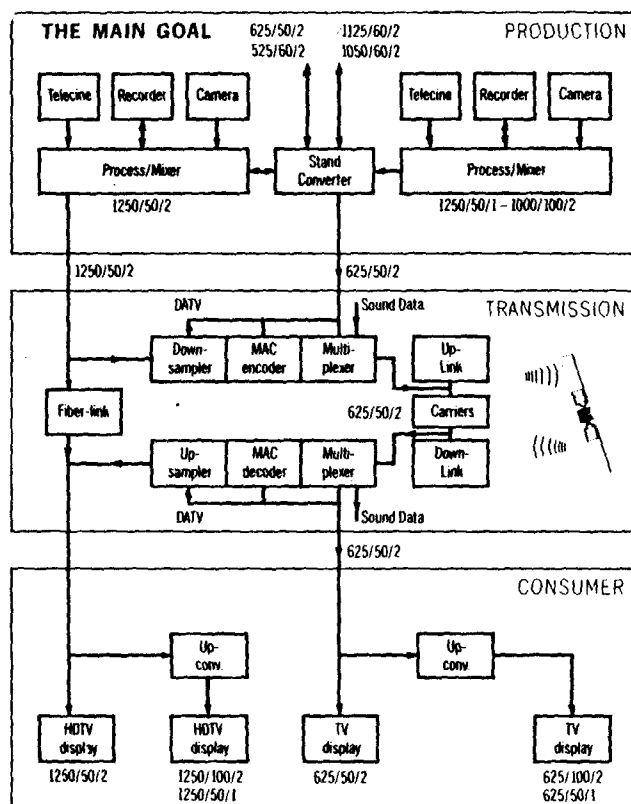 THE MAIN GOAL
625/50/2
525/60/2
1125/60/2
1050/60/2
PRODUCTION
Telecine
Recorder
Camera
Telecine
Recorder
Camera
Process/Mixer
Stand
Converter
Process/Mixer
1250/50/2
1250/50/1 - 1000/100/2
1250/50/2
625/50/2
DATV
Sound Data
TRANSMISSION
Down-
sampler
MAC
encoder
Multi-
plexer
Up-
Link
Fiber-link
625/50/2
Carriers
Up-
sampler
MAC
decoder
Multi-
plexer
Down-
Link
DATV
Sound Data
625/50/2
CONSUMER
Up-
conv.
Up-
conv.
HDTV
display
HDTV
display
TV
display
TV
display
1250/50/2
1250/100/2
1250/50/1
625/50/2
625/100/2
625/50/1